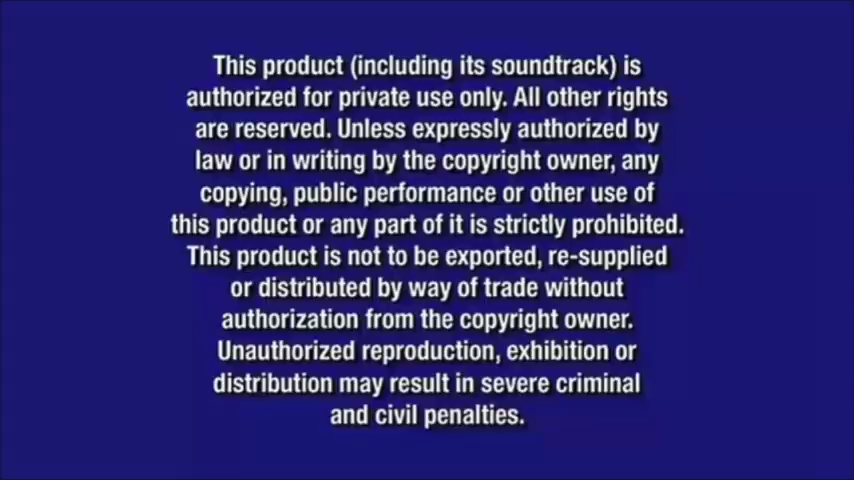 This product (including its soundtrack) is
authorized for private use only. All other rights
are reserved. Unless expressly authorized by
law or in writing by the copyright owner, any
copying, public performance or other use of
this product or any part of it is strictly prohibited.
This product is not to be exported, re-supplied
or distributed by way of trade without
authorization from the copyright owner.
Unauthorized reproduction, exhibition or
distribution may result in severe criminal
and civil penalties.